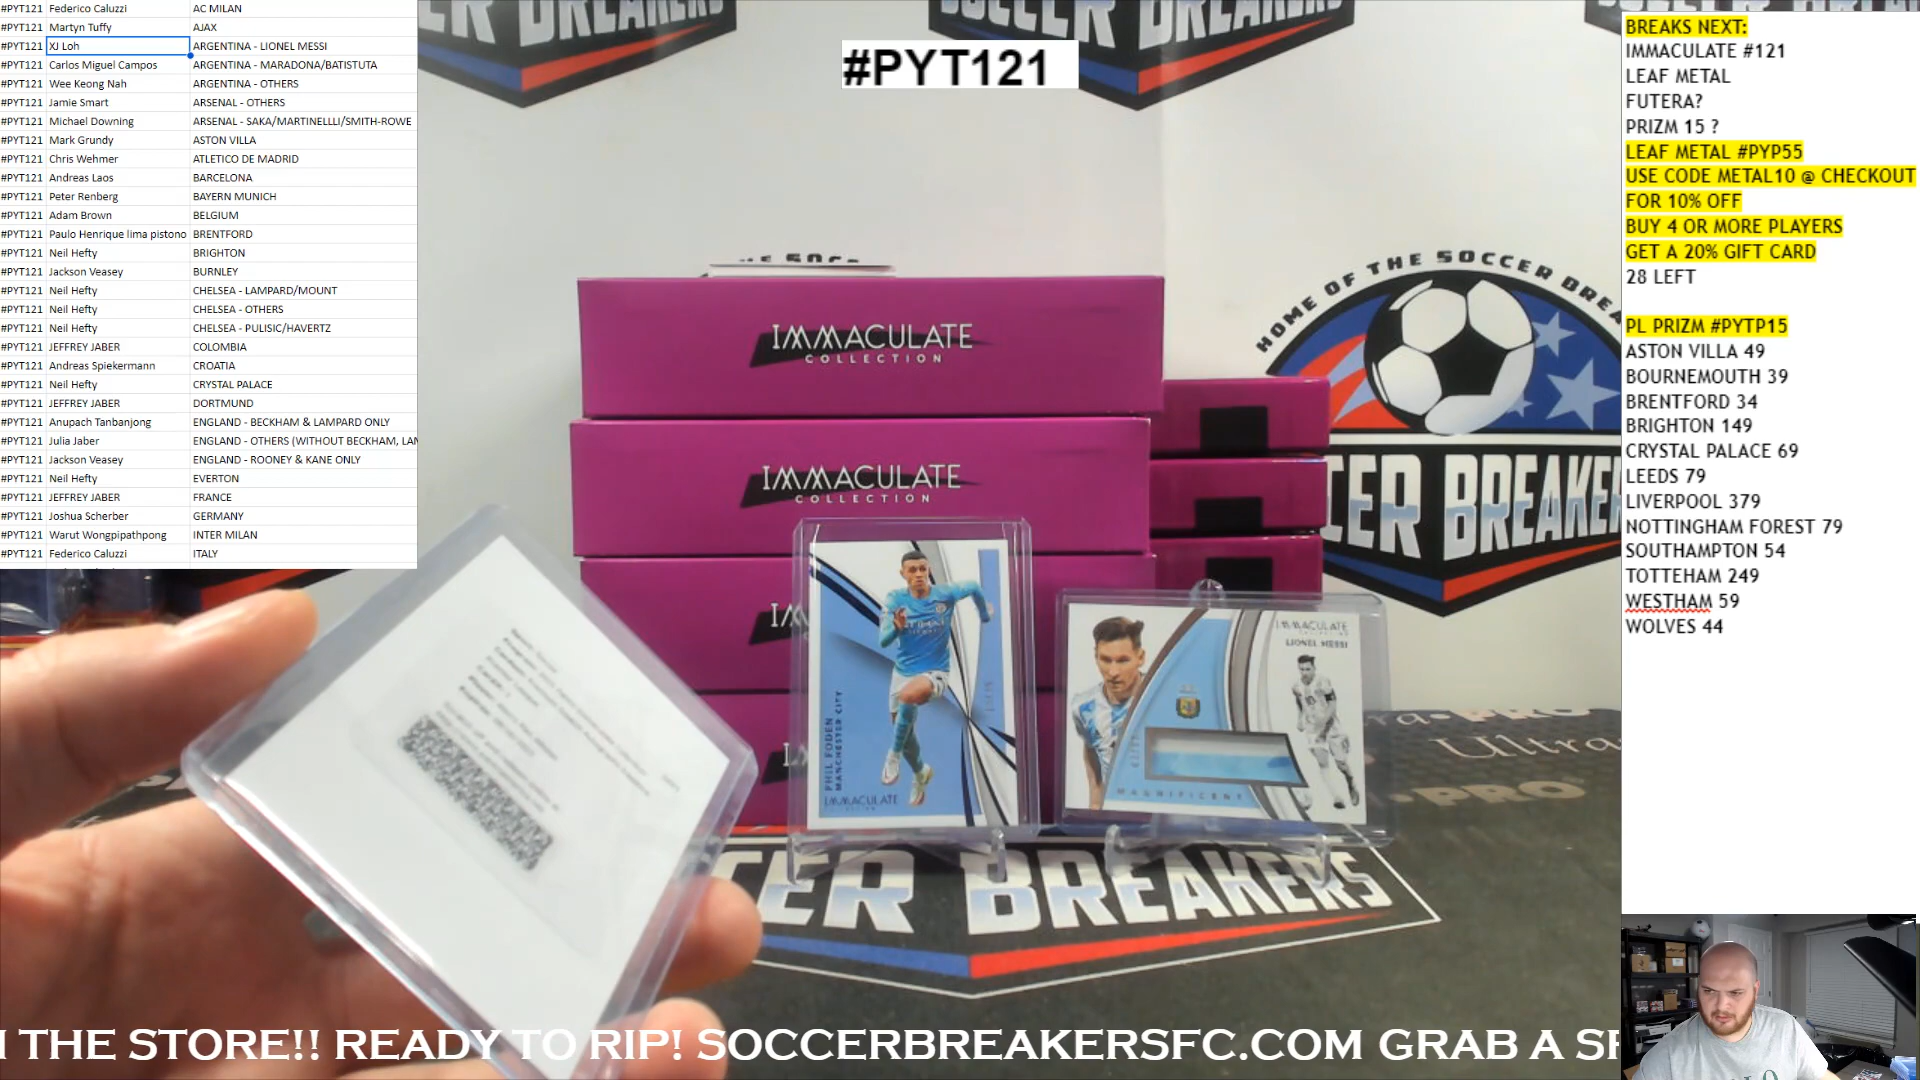 #PYT121 Federico Caluzzi AC MILAN
#PYT121 Martyn Tuffy AJAX
#PYT121 XJ Loh ARGENTINA - LIONEL MESSI
#PYT121 Carlos Miguel Campos ARGENTINA - MARADONA/BATISTUTA
#PYT121 Wee Keong Nah ARGENTINA - OTHERS
#PYT121 Jamie Smart ARSENAL - OTHERS
#PYT121 Michael Downing ARSENAL - SAKA/MARTINELLLI/SMITH-ROWE
#PYT121 Mark Grundy ASTON VILLA
#PYT121 Chris Wehmer ATLETICO DE MADRID
#PYT121 Andreas Laos BARCELONA
#PYT121 Peter Renberg BAYERN MUNICH
#PYT121 Adam Brown BELGIUM
#PYT121 Paulo Henrique lima pistono BRENTFORD
#PYT121 Neil Hefty BRIGHTON
#PYT121 Jackson Veasey BURNLEY
#PYT121 Neil Hefty CHELSEA - LAMPARD/MOUNT
#PYT121 Neil Hefty CHELSEA - OTHERS
#PYT121 Neil Hefty CHELSEA - PULISIC/HAVERTZ
#PYT121 JEFFREY JABER COLOMBIA
#PYT121 Andreas Spiekermann CROATIA
#PYT121 Neil Hefty CRYSTAL PALACE
#PYT121 JEFFREY JABER DORTMUND
#PYT121 Anupach Tanbanjong ENGLAND - BECKHAM & LAMPARD ONLY
#PYT121 Julia Jaber ENGLAND - OTHERS (WITHOUT BECKHAM, LAN
#PYT121 Jackson Veasey ENGLAND - ROONEY & KANE ONLY
#PYT121 Neil Hefty EVERTON
#PYT121 JEFFREY JABER FRANCE
#PYT121 Joshua Scherber GERMANY
#PYT121 Warut Wongpipathpong INTER MILAN
#PYT121 Federico Caluzzi ITALY
#PYT121
SOCCER BREAKERS
IMMACULATE
COLLECTION
IMMACULATE
COLLECTION
HOME OF THE SOCCER BREA
CER BREAKER
PHIL FODEN
MANCHESTER CITY
IMMACULATE
IMMACULATE
LIONEL MESSI
MAGNIFICENT
Ultra
PRO
CER BREAKERS
BREAKS NEXT:
IMMACULATE #121
LEAF METAL
FUTERA?
PRIZM 15 ?
LEAF METAL #PYP55
USE CODE METAL10 @ CHECKOUT
FOR 10% OFF
BUY 4 OR MORE PLAYERS
GET A 20% GIFT CARD
28 LEFT
PL PRIZM #PYTP15
ASTON VILLA 49
BOURNEMOUTH 39
BRENTFORD 34
BRIGHTON 149
CRYSTAL PALACE 69
LEEDS 79
LIVERPOOL 379
NOTTINGHAM FOREST 79
SOUTHAMPTON 54
TOTTEHAM 249
WESTHAM 59
WOLVES 44
THE STORE!! READY TO RIP! SOCCERBREAKERSFC.COM GRAB A